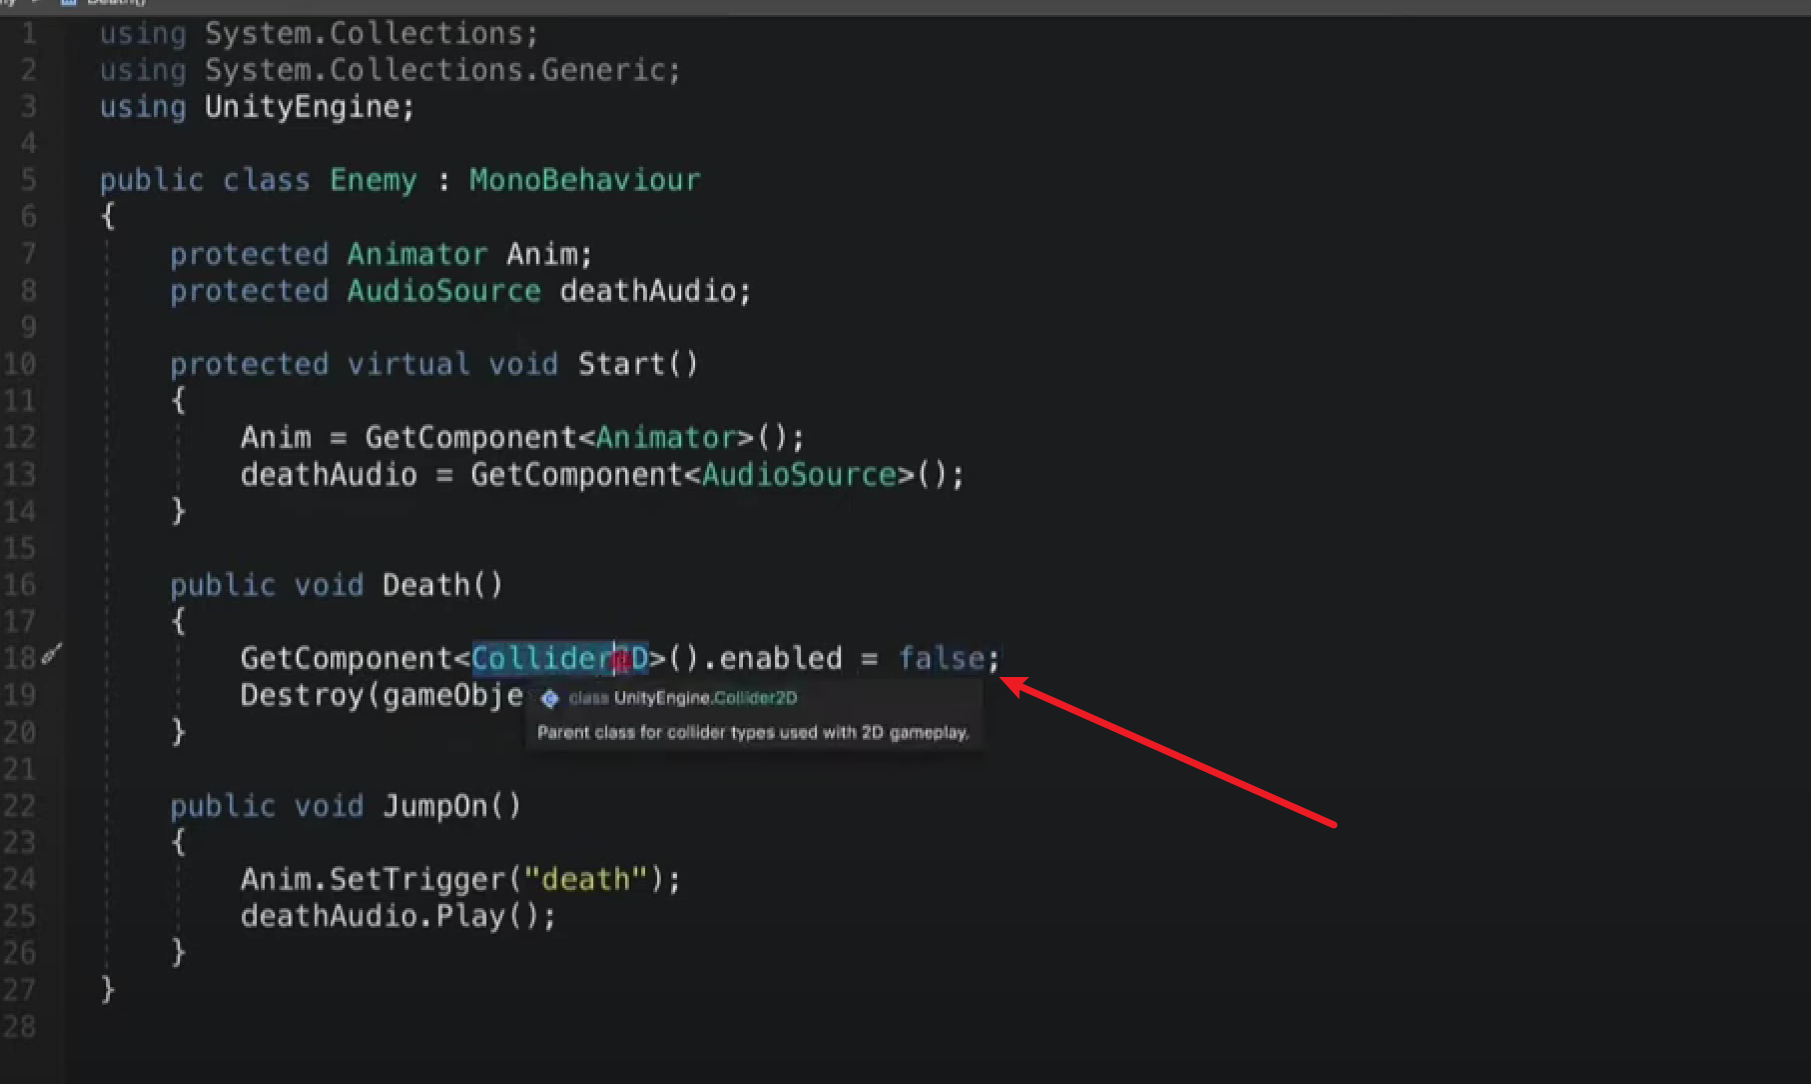 Death()
1 using System.Collections;
2 using System.Collections.Generic;
3 using UnityEngine;
4
5 public class Enemy : MonoBehaviour
6 {
7 protected Animator Anim;
8 protected AudioSource deathAudio;
9
10 protected virtual void Start()
11 {
12 Anim = GetComponent<Animator>();
13 deathAudio = GetComponent<AudioSource>();
14 }
15
16 public void Death()
17 {
18 GetComponent<Collider2D>().enabled = false;
19 Destroy(gameObje
class UnityEngine.Collider2D
Parent class for collider types used with 2D gameplay.
20 }
21
22 public void JumpOn()
23 {
24 Anim.SetTrigger("death");
25 deathAudio.Play();
26 }
27 }
28